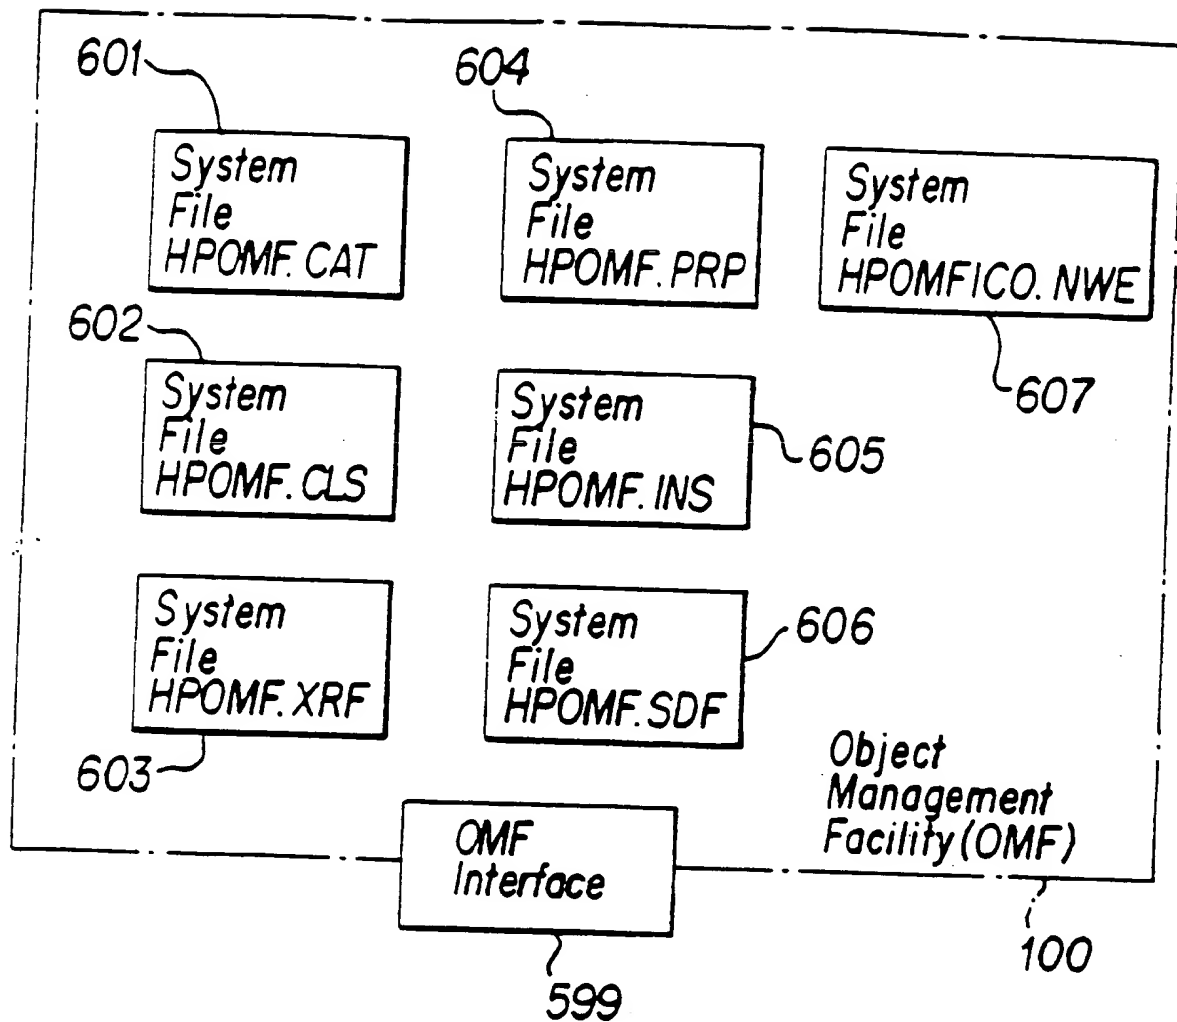 601
System
File
HPOMF.CAT
604
System
File
HPOMF.PRP
System
File
HPOMFICO.NWE
607
602
System
File
HPOMF.CLS
System
File
HPOMF.INS
605
System
File
HPOMF.XRF
603
System
File
HPOMF.SDF
606
Object
Management
Facility(OMF)
100
OMF
Interface
599